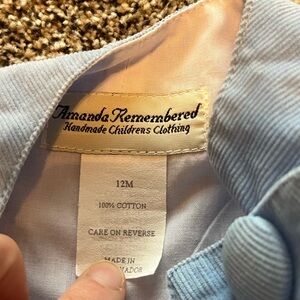 Amanda Remembered
Handmade Childrens Clothing
12M
100% COTTON
CARE ON REVERSE
MADE IN